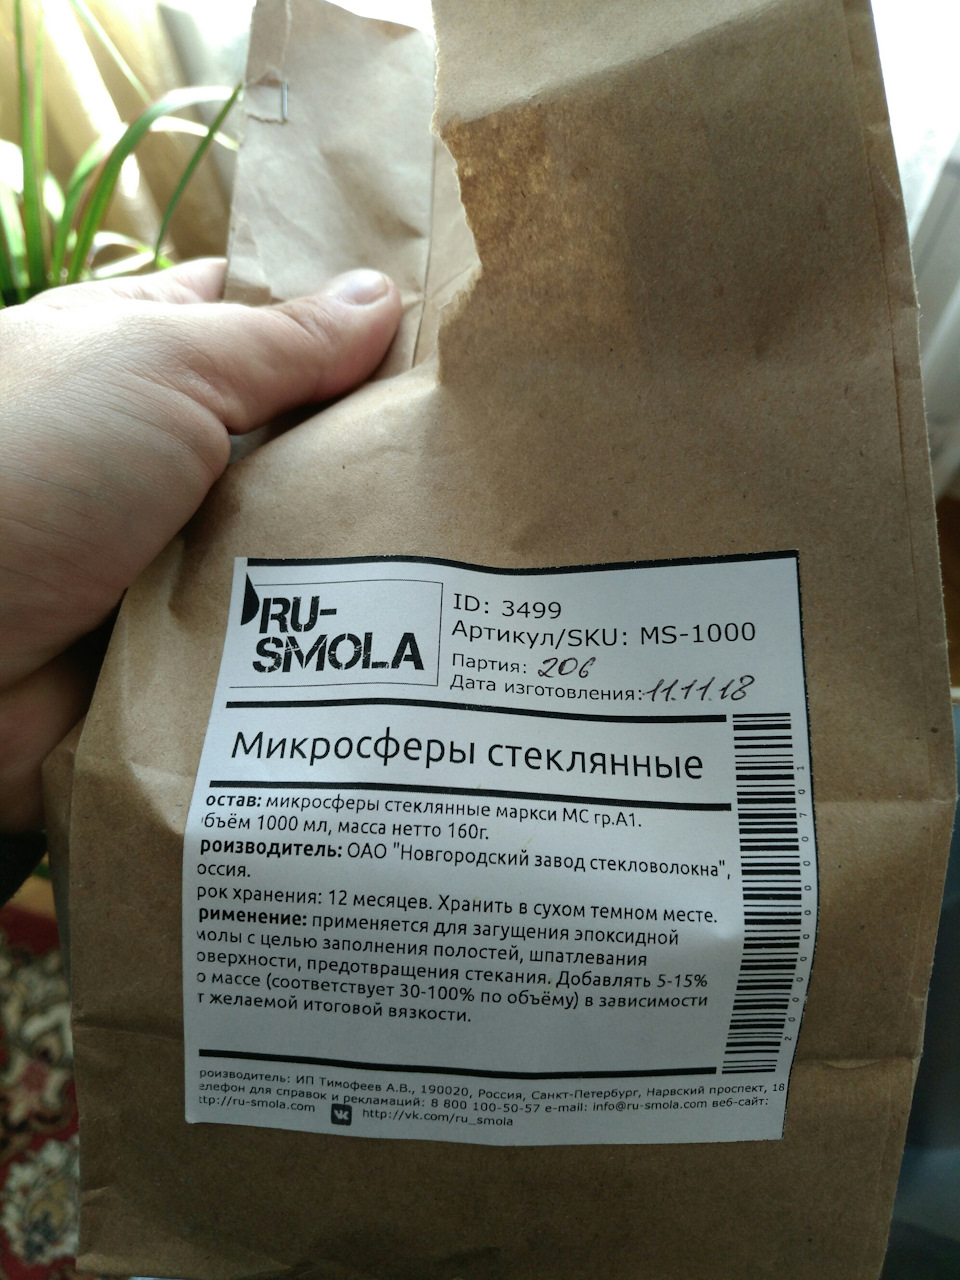 RU-
SMOLA
ID: 3499
Артикул/SKU: MS-1000
Партия: 206
Дата изготовления: 11.11.18
Микросферы стеклянные
остав: микросферы стеклянные маркси МС гр.А1.
бъём 1000 мл, масса нетто 160г.
роизводитель: ОАО "Новгородский завод стекловолокна",
оссия.
рок хранения: 12 месяцев. Хранить в сухом темном месте.
рименение: применяется для загущения эпоксидной
молы с целью заполнения полостей, шпатлевания
оверхности, предотвращения стекания. Добавлять 5-15%
о массе (соответствует 30-100% по объёму) в зависимости
т желаемой итоговой вязкости.
роизводитель: ИП Тимофеев А.В., 190020, Россия, Санкт-Петербург, Нарвский проспект, 18
елефон для справок и рекламаций: 8 800 100-50-57 e-mail: info@ru-smola.com веб-сайт:
ttp://ru-smola.com
http://vk.com/ru_smola